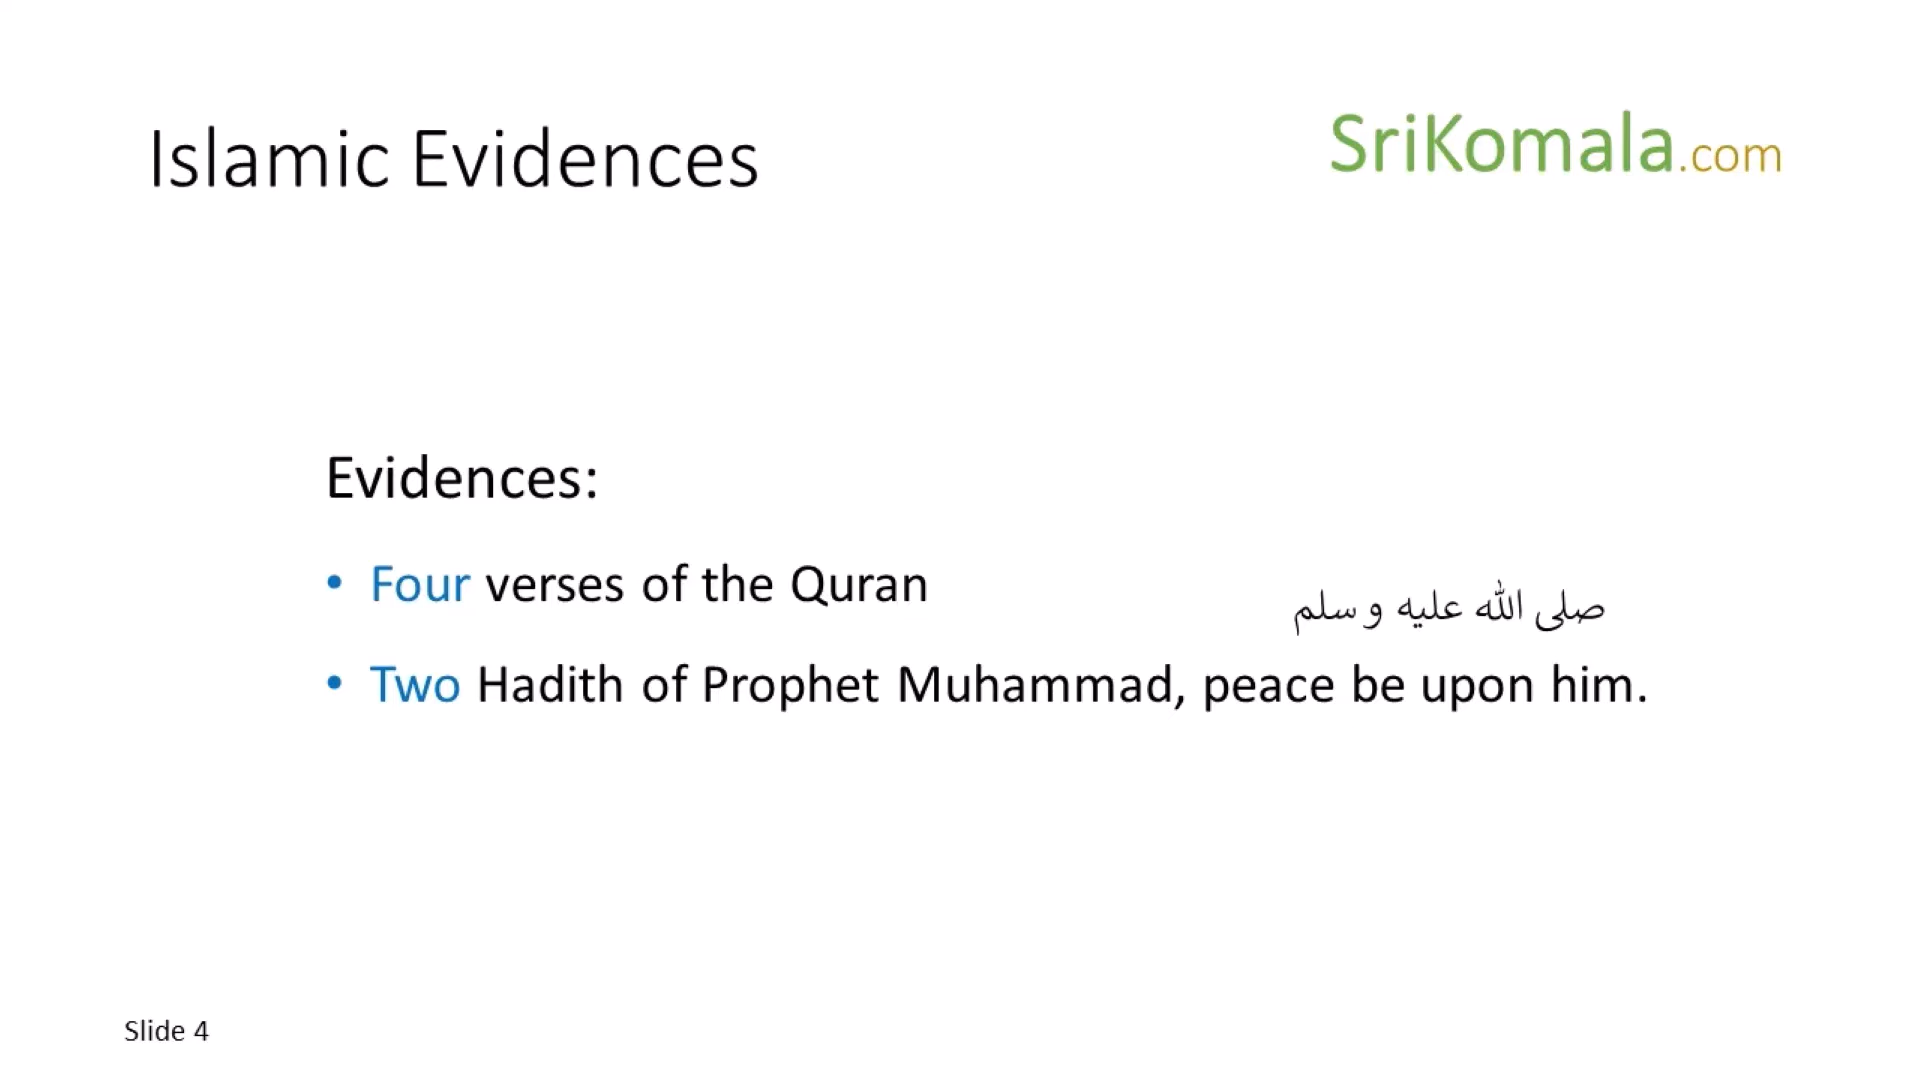 Islamic Evidences
SriKomala.com
Evidences:
• Four verses of the Quran
صلى الله عليه و سلم
• Two Hadith of Prophet Muhammad, peace be upon him.
Slide 4